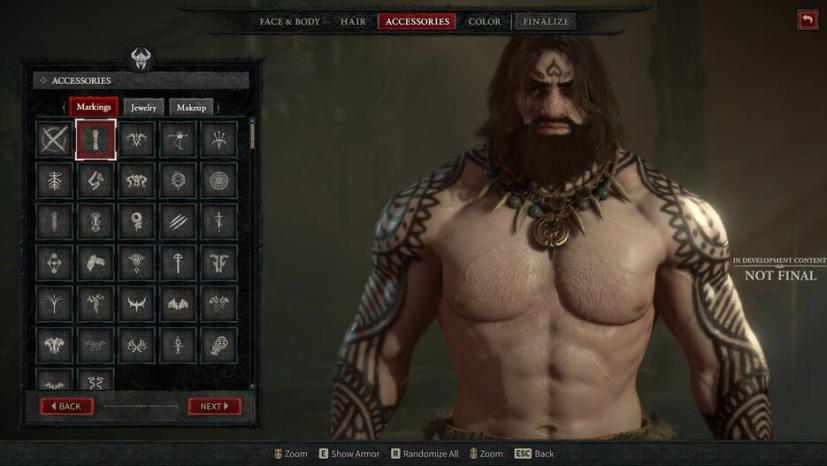 FACE & BODY HAIR ACCESSORIES COLOR FINALIZE
ACCESSORIES
Markings Jewelry Makeup
IN DEVELOPMENT CONTENT
NOT FINAL
BACK NEXT
Zoom E Show Armor R Randomize All Zoom ESC Back